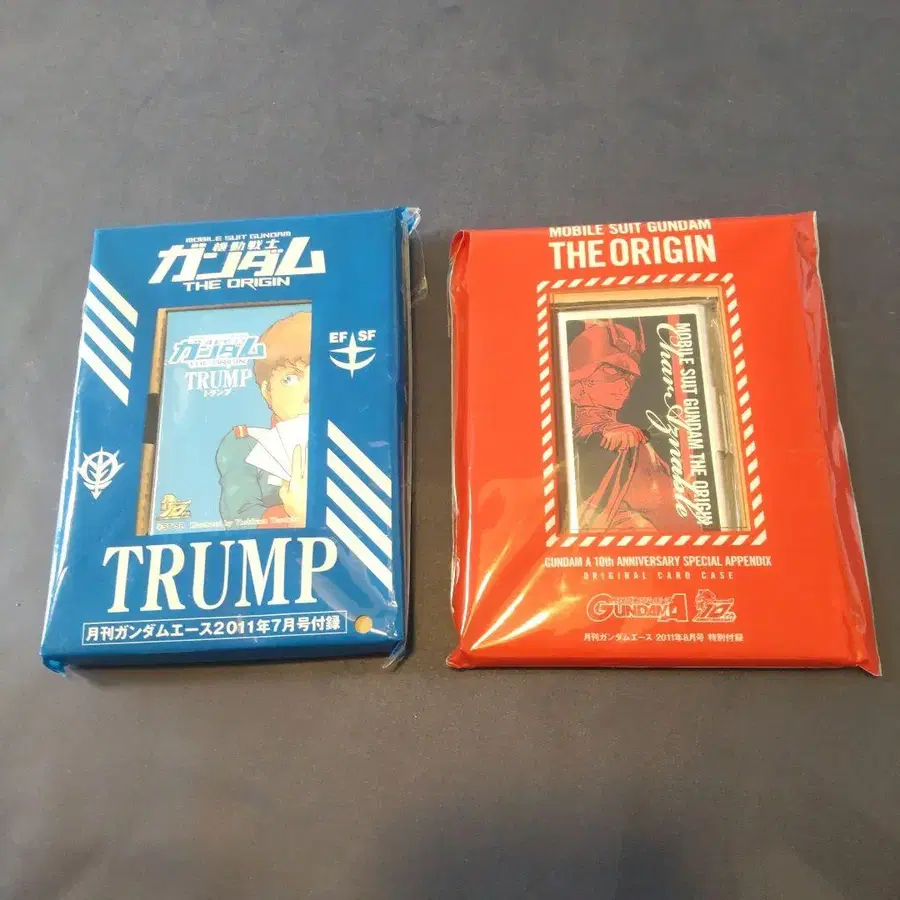 MOBILE SUIT GUNDAM
機動戦士
ガンダム
THE ORIGIN
ガンダム
THE ORIGIN
TRUMP
トランプ
EFSF
Illustrated by
TRUMP
月刊ガンダムエース2011年7月号付録
MOBILE SUIT GUNDAM
THE ORIGIN
MOBILE SUIT GUNDAM THE ORIGIN
Char Aznable
GUNDAM A 10th ANNIVERSARY SPECIAL APPENDIX
ORIGINAL CARD CASE
GUNDAM A
月刊ガンダムエース 2011年8月号 特別付録